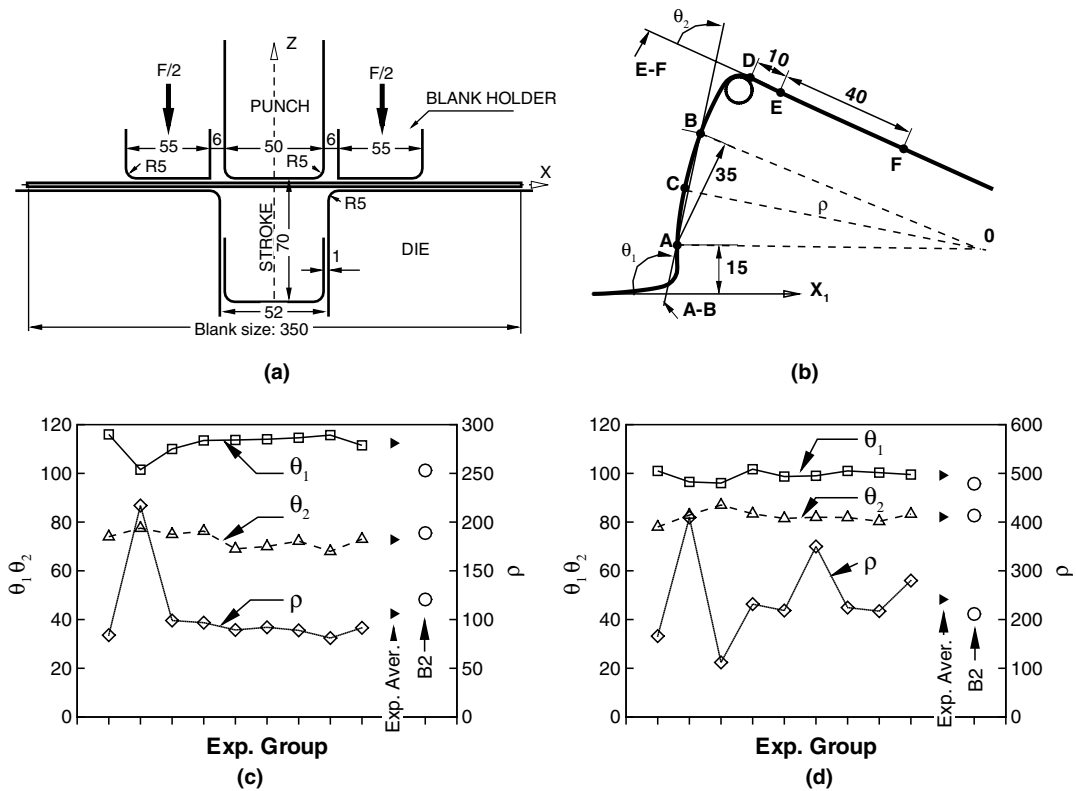 Z
F/2
F/2
PUNCH
BLANK HOLDER
55
6
50
6
55
R5
R5
X
R5
STROKE
70
DIE
1
52
Blank size: 350
(a)
θ2
E-F
D
10
E
40
F
B
C
35
ρ
0
A
θ1
15
X1
A-B
(b)
120
100
80
60
40
20
0
θ1 θ2
300
250
200
150
100
50
0
ρ
θ1
θ2
ρ
Exp. Aver.
B2
Exp. Group
(c)
120
100
80
60
40
20
0
θ1 θ2
600
500
400
300
200
100
0
ρ
θ1
θ2
ρ
Exp. Aver.
B2
Exp. Group
(d)